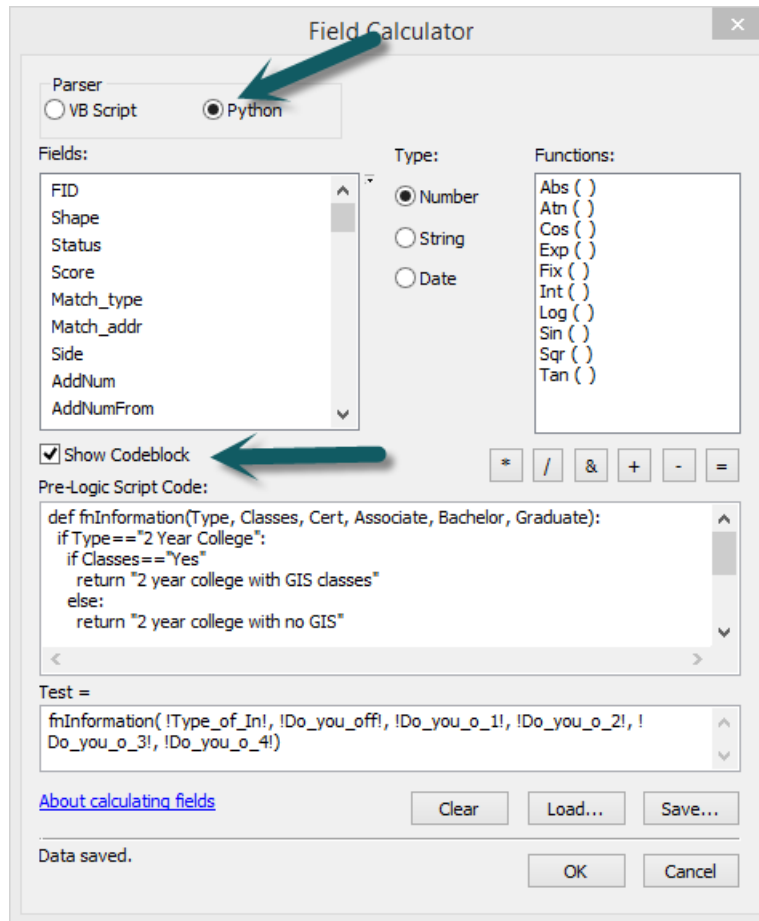 Field Calculator
Parser
VB Script
Python
Fields:
Type:
Functions:
FID
Shape
Status
Score
Match_type
Match_addr
Side
AddNum
AddNumFrom
Number
String
Date
Abs ( )
Atn ( )
Cos ( )
Exp ( )
Fix ( )
Int ( )
Log ( )
Sin ( )
Sqr ( )
Tan ( )
Show Codeblock
* / & + - =
Pre-Logic Script Code:
def fnInformation(Type, Classes, Cert, Associate, Bachelor, Graduate):
if Type=="2 Year College":
if Classes=="Yes"
return "2 year college with GIS classes"
else:
return "2 year college with no GIS"
Test =
fnInformation( !Type_of_In!, !Do_you_off!, !Do_you_o_1!, !Do_you_o_2!, !
Do_you_o_3!, !Do_you_o_4!)
About calculating fields
Clear
Load...
Save...
Data saved.
OK
Cancel